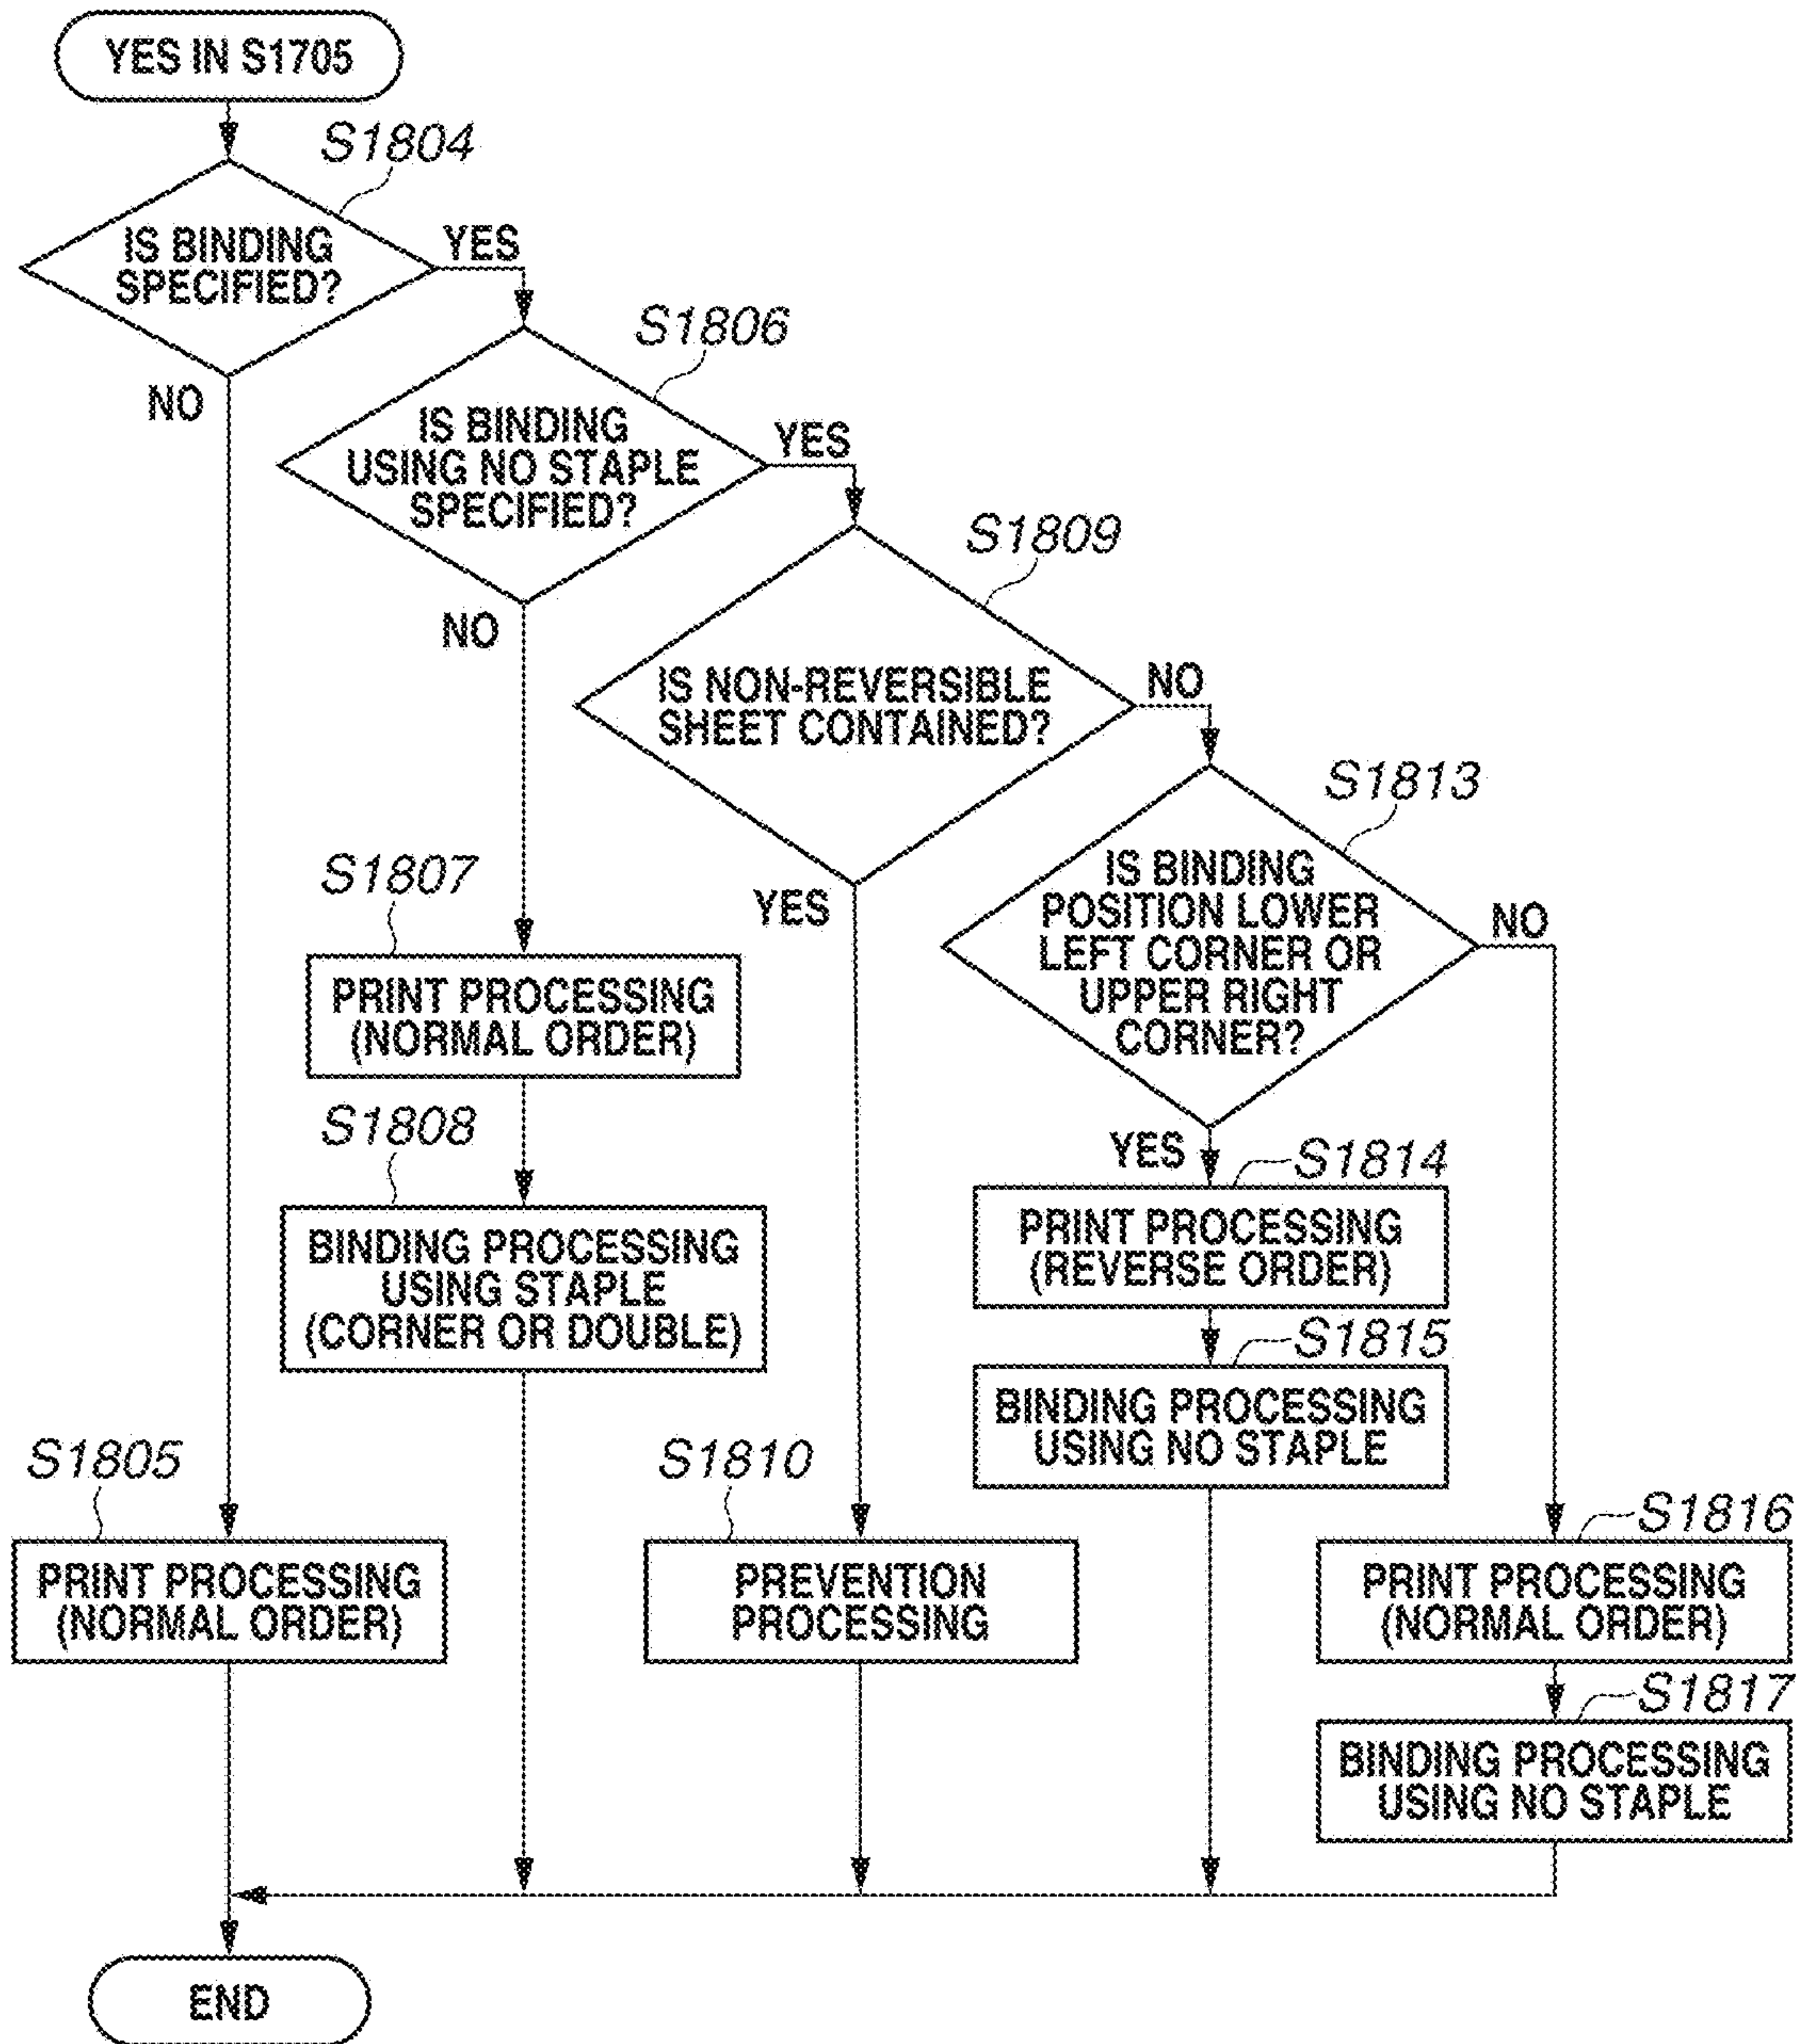 YES IN S1705
S1804
IS BINDING
SPECIFIED?
YES
NO
S1806
IS BINDING
USING NO STAPLE
SPECIFIED?
YES
NO
S1809
IS NON-REVERSIBLE
SHEET CONTAINED?
NO
YES
S1813
IS BINDING
POSITION LOWER
LEFT CORNER OR
UPPER RIGHT
CORNER?
NO
YES
S1807
PRINT PROCESSING
(NORMAL ORDER)
S1808
BINDING PROCESSING
USING STAPLE
(CORNER OR DOUBLE)
S1814
PRINT PROCESSING
(REVERSE ORDER)
S1815
BINDING PROCESSING
USING NO STAPLE
S1805
PRINT PROCESSING
(NORMAL ORDER)
S1810
PREVENTION
PROCESSING
S1816
PRINT PROCESSING
(NORMAL ORDER)
S1817
BINDING PROCESSING
USING NO STAPLE
END